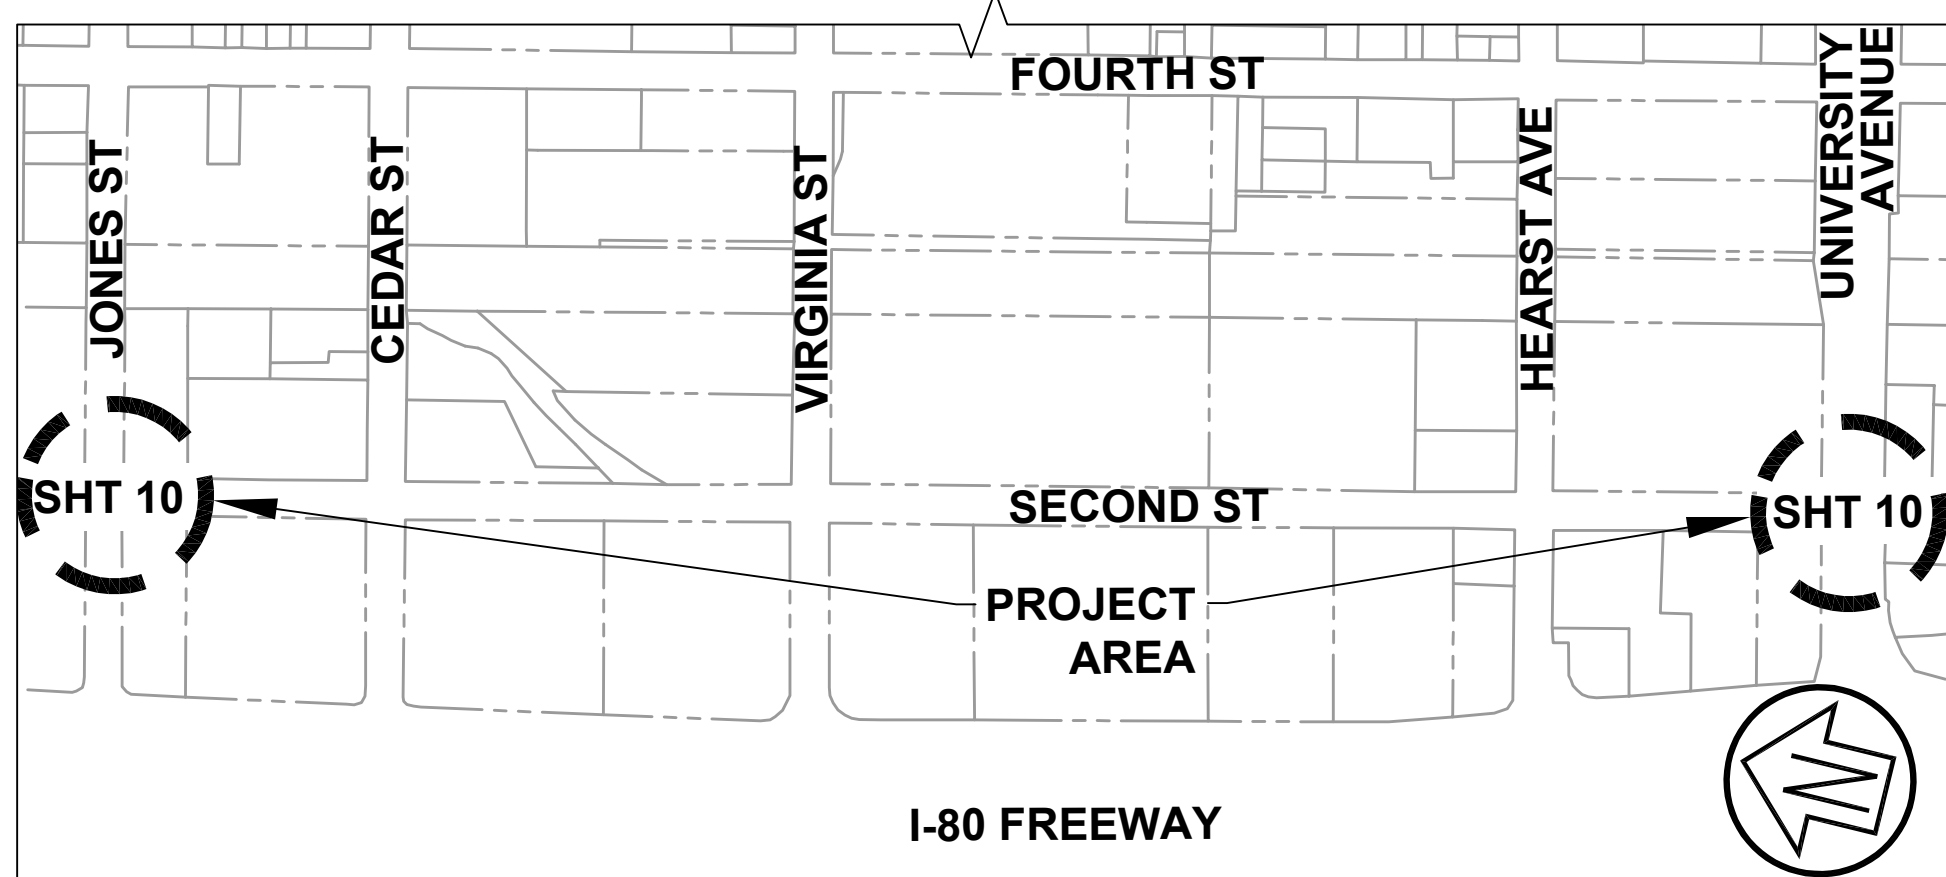 FOURTH ST
UNIVERSITY
AVENUE
JONES ST
CEDAR ST
VIRGINIA ST
HEARST AVE
SHT 10
SECOND ST
SHT 10
PROJECT
AREA
I-80 FREEWAY
N